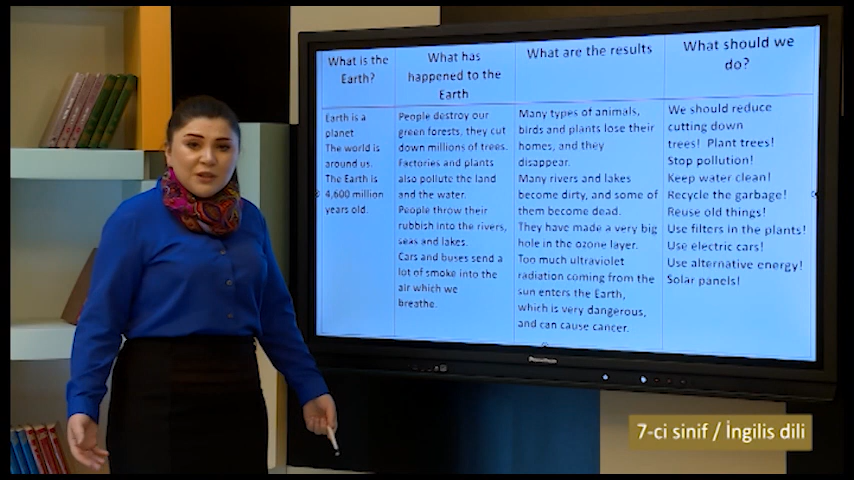 What is the
Earth?
Earth is a
planet
The world is
around us.
The Earth is
4,600 million
years old.
What has
happened to the
Earth
People destroy our
green forests, they cut
down millions of trees.
Factories and plants
also pollute the land
and the water.
People throw their
rubbish into the rivers,
seas and lakes.
Cars and buses send a
lot of smoke into the
air which we
breathe.
What are the results
Many types of animals,
birds and plants lose their
homes, and they
disappear.
Many rivers and lakes
become dirty, and some of
them become dead.
They have made a very big
hole in the ozone layer.
Too much ultraviolet
radiation coming from the
sun enters the Earth,
which is very dangerous,
and can cause cancer.
What should we
do?
We should reduce
cutting down
trees! Plant trees!
Stop pollution!
Keep water clean!
Recycle the garbage!
Reuse old things!
Use filters in the plants!
Use electric cars!
Use alternative energy!
Solar panels!
Promethean
7-ci sinif / İngilis dili